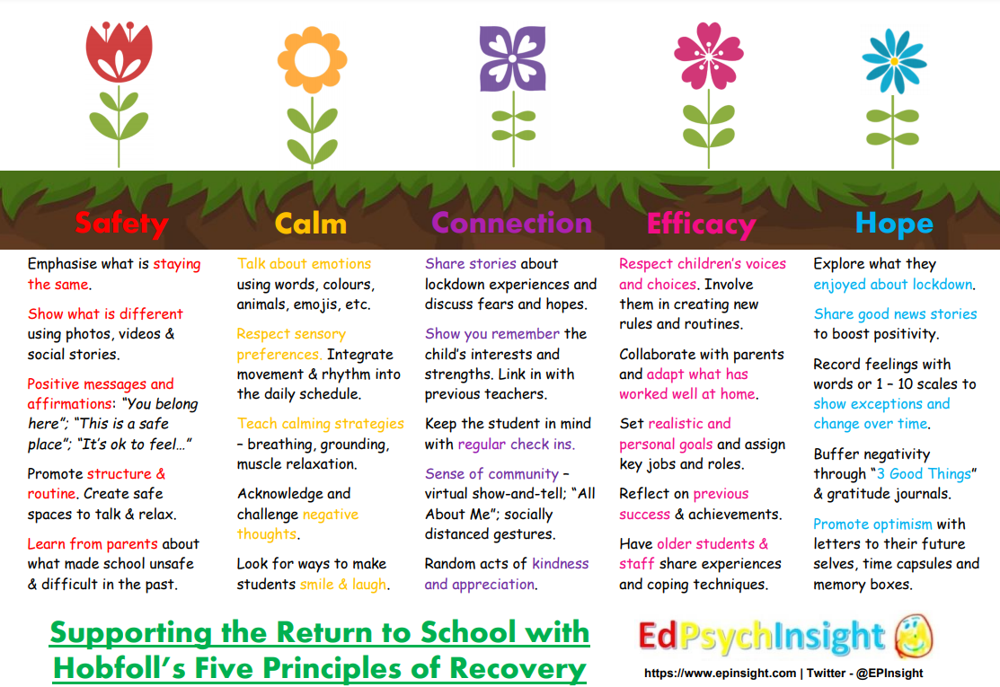 Safety
Emphasise what is staying
the same.
Show what is different
using photos, videos &
social stories.
Positive messages and
affirmations: “You belong
here”; “This is a safe
place”; “It’s ok to feel…”
Promote structure &
routine. Create safe
spaces to talk & relax.
Learn from parents about
what made school unsafe
& difficult in the past.
Calm
Talk about emotions
using words, colours,
animals, emojis, etc.
Respect sensory
preferences. Integrate
movement & rhythm into
the daily schedule.
Teach calming strategies
– breathing, grounding,
muscle relaxation.
Acknowledge and
challenge negative
thoughts.
Look for ways to make
students smile & laugh.
Connection
Share stories about
lockdown experiences and
discuss fears and hopes.
Show you remember the
child’s interests and
strengths. Link in with
previous teachers.
Keep the student in mind
with regular check ins.
Sense of community –
virtual show-and-tell; “All
About Me”; socially
distanced gestures.
Random acts of kindness
and appreciation.
Efficacy
Respect children’s voices
and choices. Involve
them in creating new
rules and routines.
Collaborate with parents
and adapt what has
worked well at home.
Set realistic and
personal goals and assign
key jobs and roles.
Reflect on previous
success & achievements.
Have older students &
staff share experiences
and coping techniques.
Hope
Explore what they
enjoyed about lockdown.
Share good news stories
to boost positivity.
Record feelings with
words or 1 – 10 scales to
show exceptions and
change over time.
Buffer negativity
through “3 Good Things”
& gratitude journals.
Promote optimism with
letters to their future
selves, time capsules and
memory boxes.
Supporting the Return to School with
Hobfoll’s Five Principles of Recovery
EdPsychInsight
https://www.epinsight.com | Twitter - @EPInsight